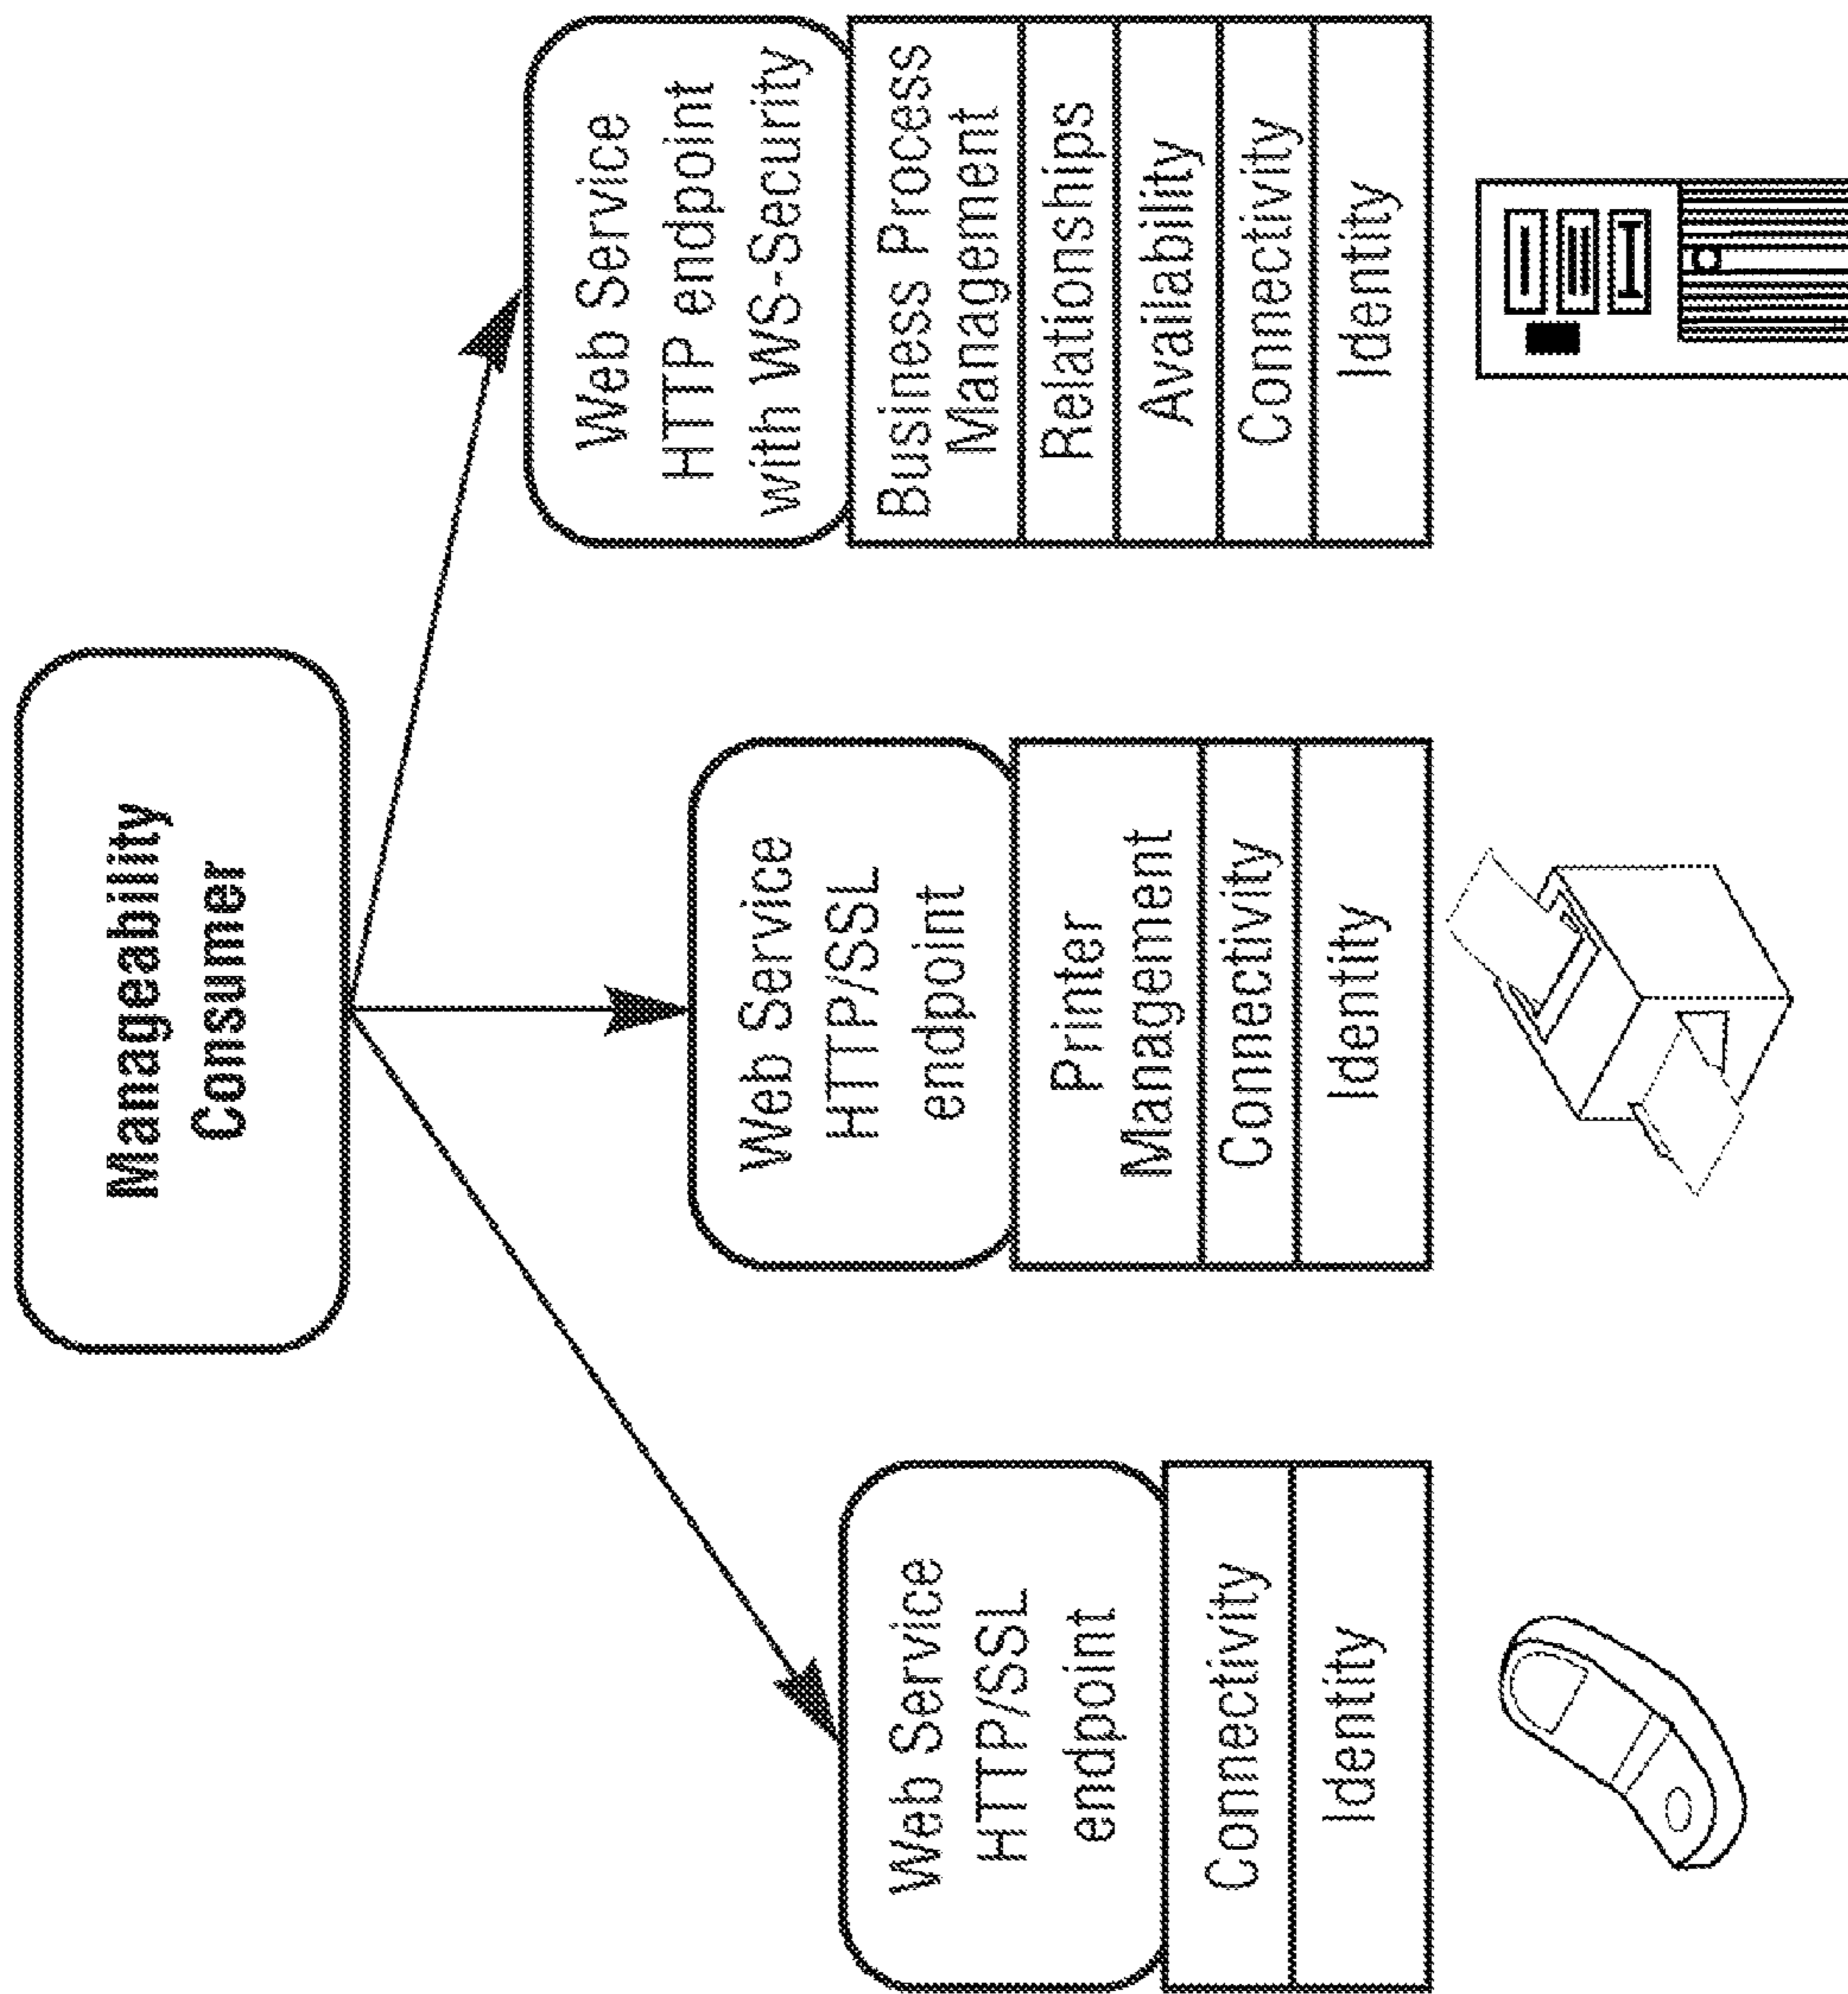 Manageability
Consumer
Web Service
HTTP/SSL
endpoint
Connectivity
Identity
Web Service
HTTP/SSL
endpoint
Printer
Management
Connectivity
Identity
Web Service
HTTP endpoint
with WS-Security
Business Process
Management
Relationships
Availability
Connectivity
Identity